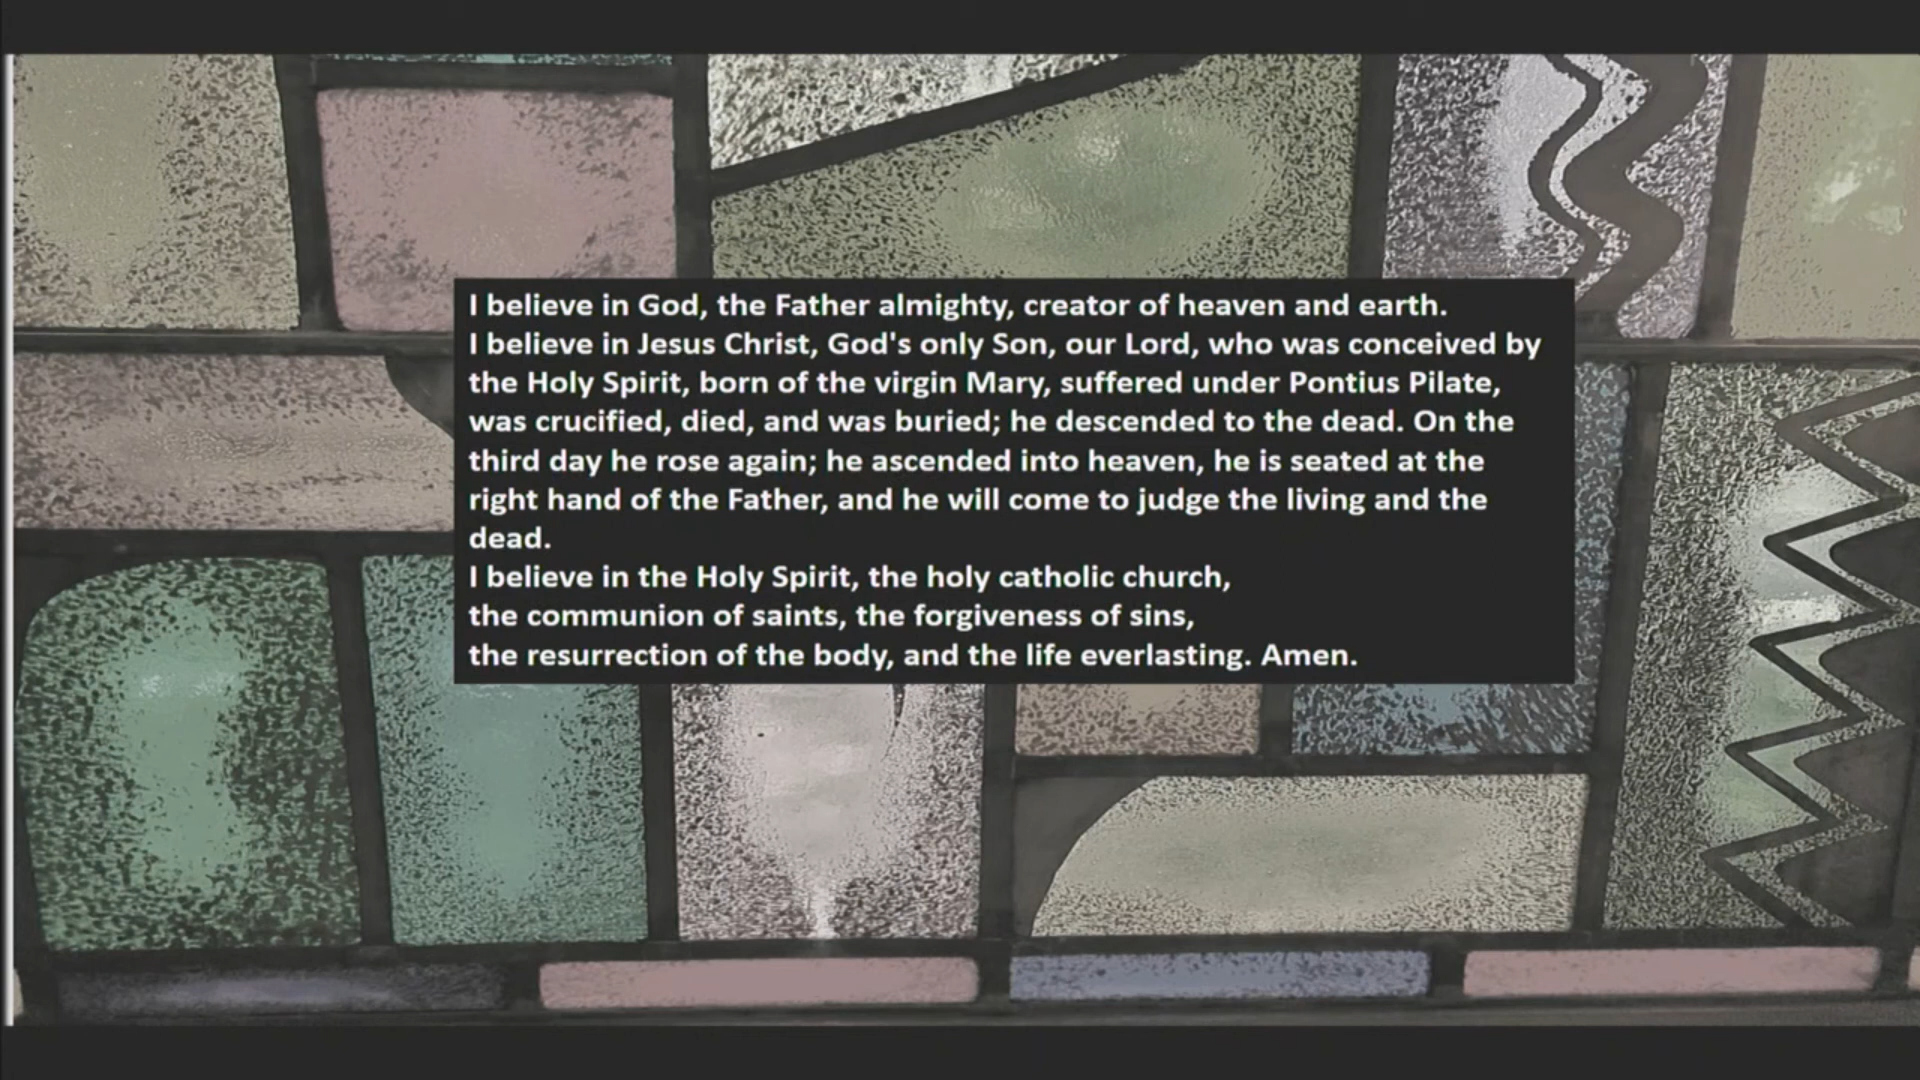 I believe in God, the Father almighty, creator of heaven and earth.
I believe in Jesus Christ, God's only Son, our Lord, who was conceived by
the Holy Spirit, born of the virgin Mary, suffered under Pontius Pilate,
was crucified, died, and was buried; he descended to the dead. On the
third day he rose again; he ascended into heaven, he is seated at the
right hand of the Father, and he will come to judge the living and the
dead.
I believe in the Holy Spirit, the holy catholic church,
the communion of saints, the forgiveness of sins,
the resurrection of the body, and the life everlasting. Amen.